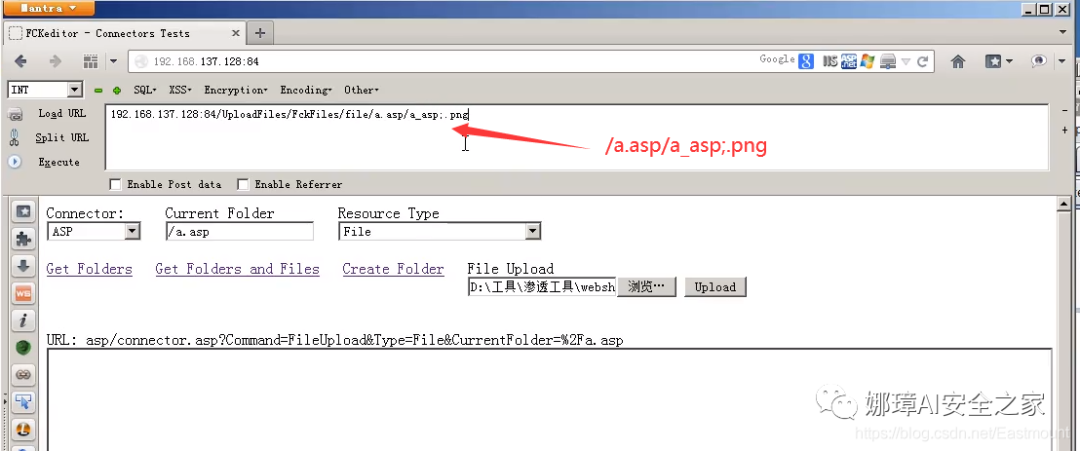 Mantra
FCKeditor - Connectors Tests
192.168.137.128:84
Google
INT
SQL XSS Encryption Encoding Other
Load URL
192.168.137.128:84/UploadFiles/FckFiles/file/a.asp/a_asp;.png
Split URL
/a.asp/a_asp;.png
Execute
Enable Post data Enable Referrer
Connector: Current Folder Resource Type
ASP /a.asp File
Get Folders Get Folders and Files Create Folder File Upload
D:\工具\渗透工具\websh 浏览… Upload
URL: asp/connector.asp?Command=FileUpload&Type=File&CurrentFolder=%2Fa.asp
娜璋AI安全之家
https://blog.csdn.net/Eastmount